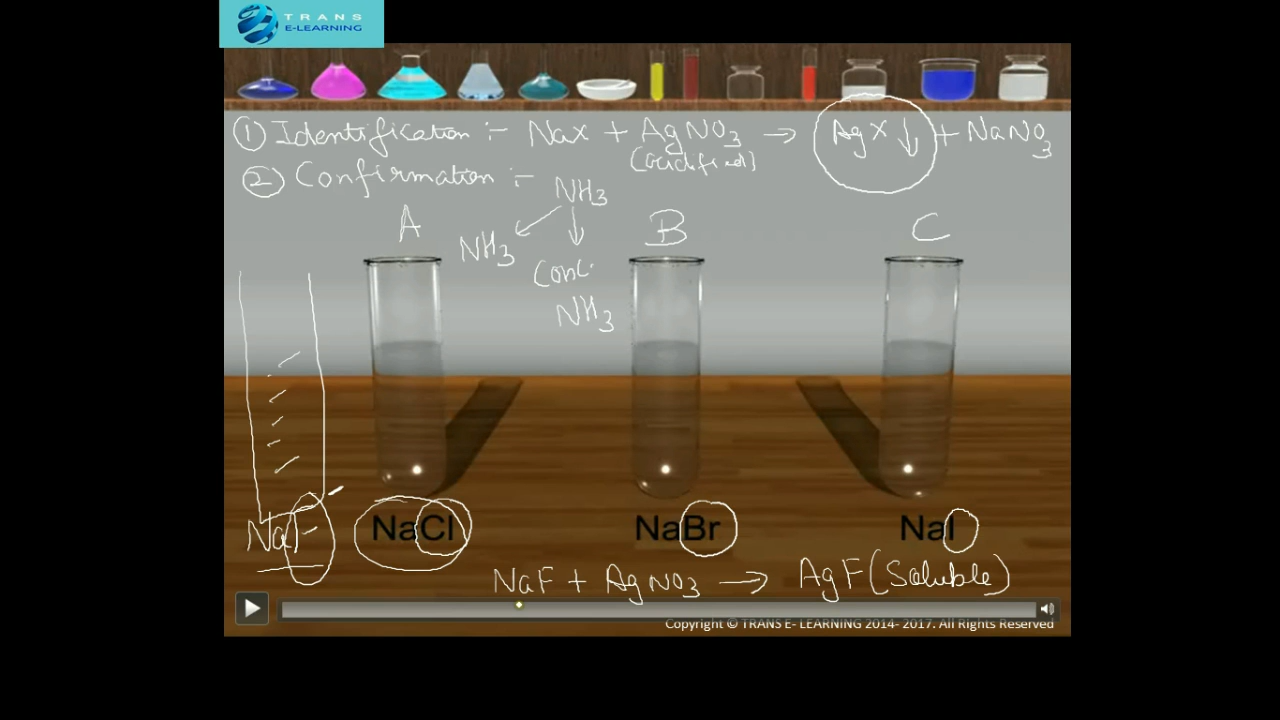 TRANS
E-LEARNING
① Identification :- NaX + AgNO3 → AgX ↓ + NaNO3
(acidified)
② Confirmation :- NH3
NH3
Conc.
NH3
A
B
C
NaF
NaCl
NaBr
NaI
NaF + AgNO3 → AgF (Soluble)
Copyright © TRANS E- LEARNING 2014- 2017. All Rights Reserved